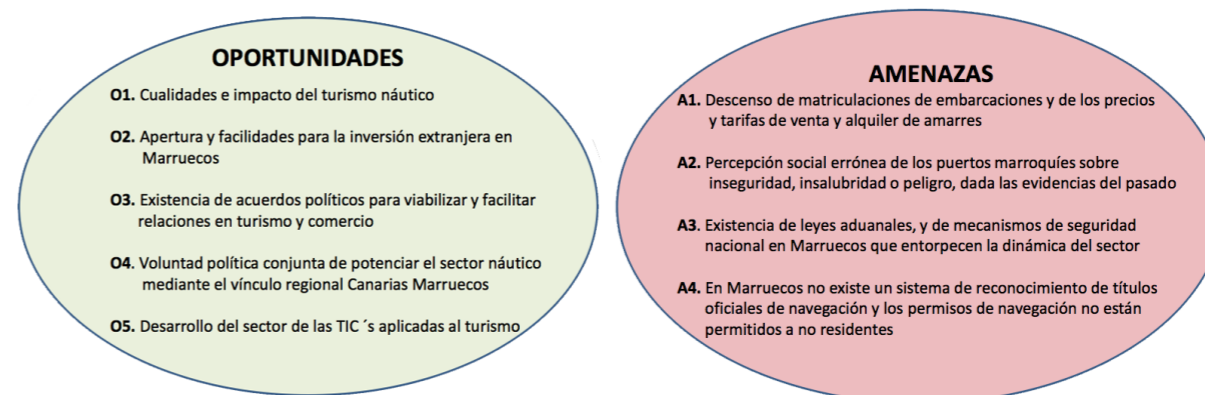 OPORTUNIDADES
O1. Cualidades e impacto del turismo náutico
O2. Apertura y facilidades para la inversión extranjera en
Marruecos
O3. Existencia de acuerdos políticos para viabilizar y facilitar
relaciones en turismo y comercio
O4. Voluntad política conjunta de potenciar el sector náutico
mediante el vínculo regional Canarias Marruecos
O5. Desarrollo del sector de las TIC ´s aplicadas al turismo
AMENAZAS
A1. Descenso de matriculaciones de embarcaciones y de los precios
y tarifas de venta y alquiler de amarres
A2. Percepción social errónea de los puertos marroquíes sobre
inseguridad, insalubridad o peligro, dada las evidencias del pasado
A3. Existencia de leyes aduanales, y de mecanismos de seguridad
nacional en Marruecos que entorpecen la dinámica del sector
A4. En Marruecos no existe un sistema de reconocimiento de títulos
oficiales de navegación y los permisos de navegación no están
permitidos a no residentes